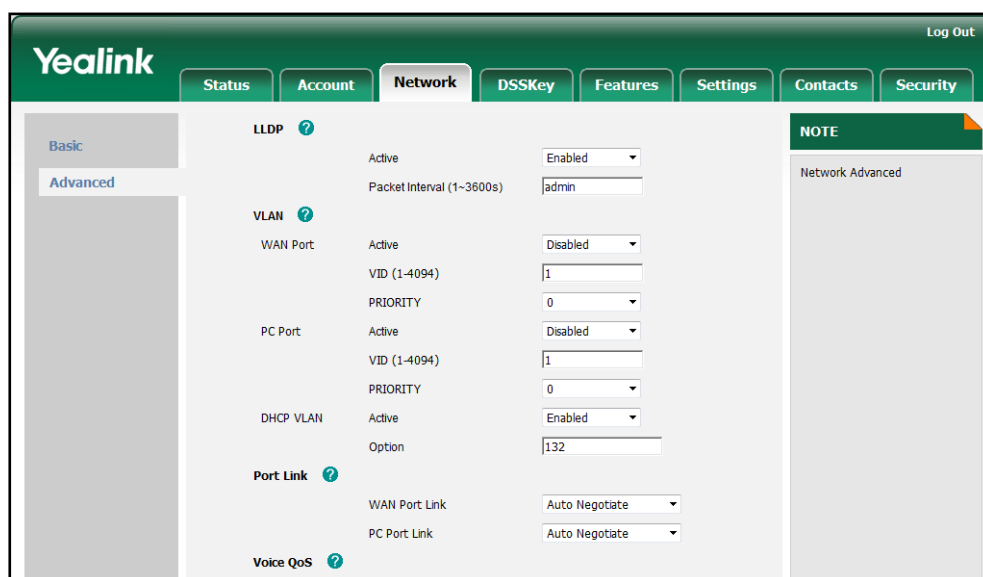 Log Out
Yealink
Status Account Network DSSKey Features Settings Contacts Security
Basic
Advanced
LLDP ?
Active Enabled
Packet Interval (1~3600s) admin
VLAN ?
WAN Port Active Disabled
VID (1-4094) 1
PRIORITY 0
PC Port Active Disabled
VID (1-4094) 1
PRIORITY 0
DHCP VLAN Active Enabled
Option 132
Port Link ?
WAN Port Link Auto Negotiate
PC Port Link Auto Negotiate
Voice QoS ?
NOTE
Network Advanced